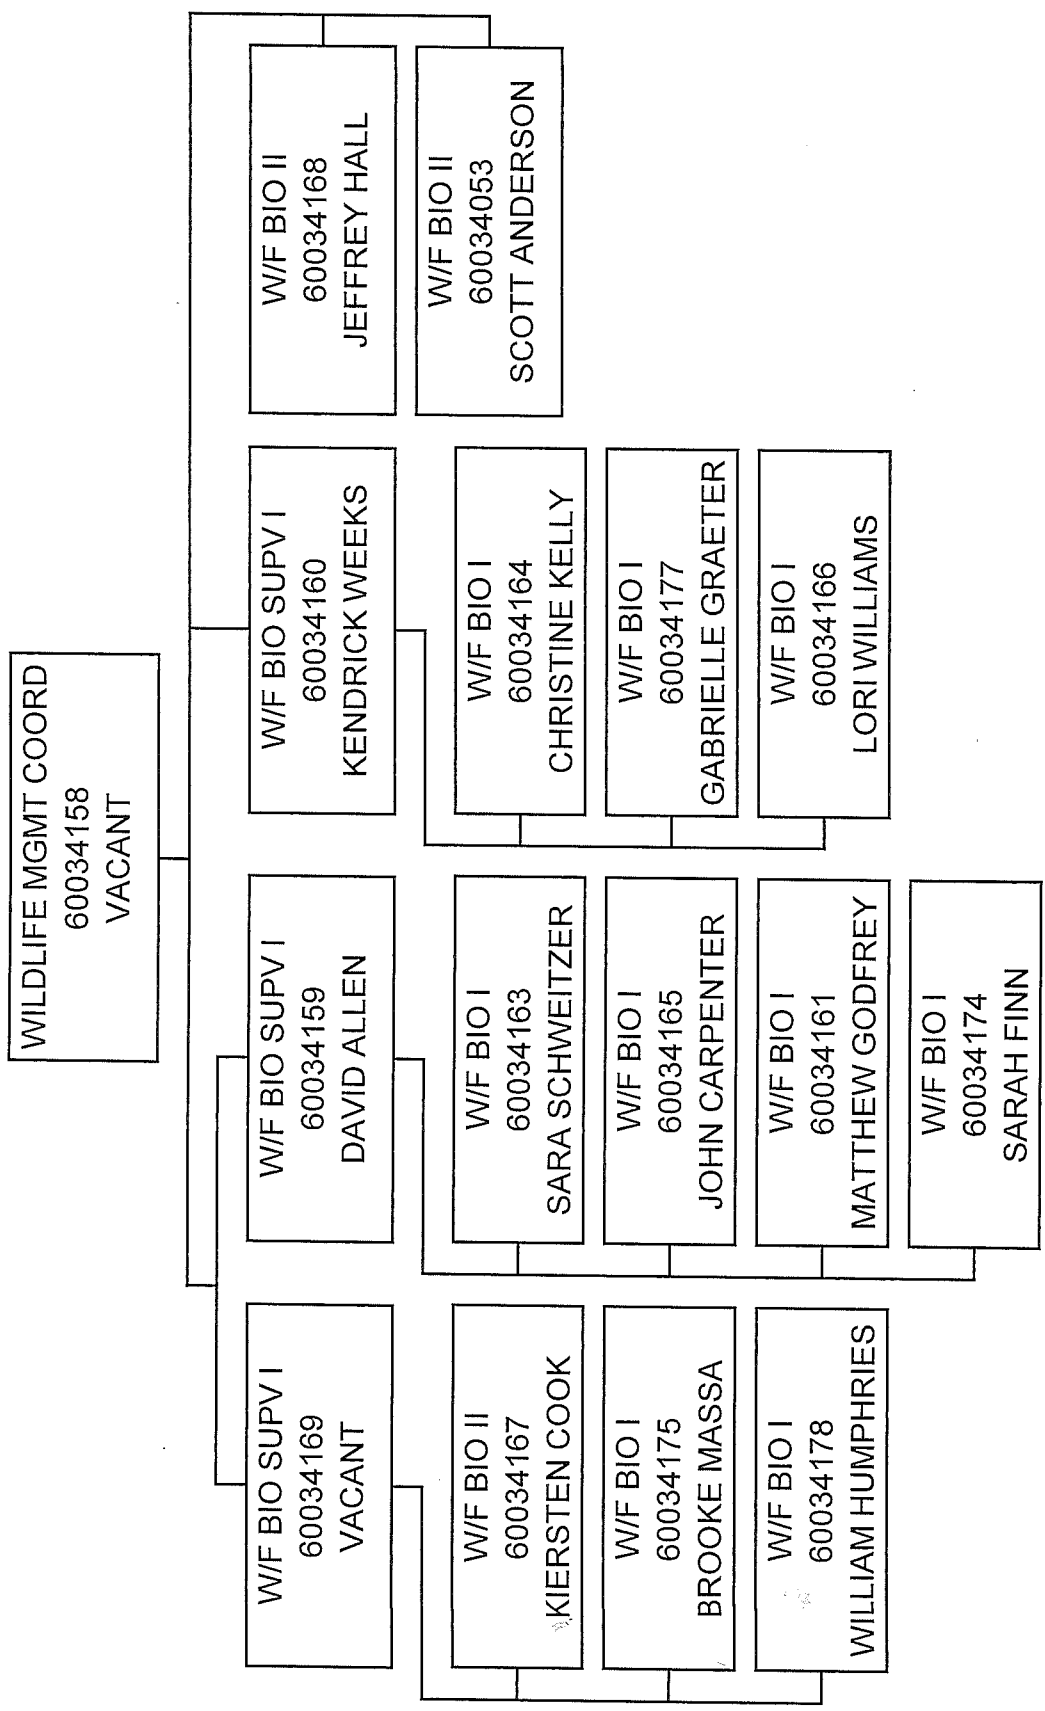 WILDLIFE MGMT COORD
60034158
VACANT
W/F BIO SUPV I
60034169
VACANT
W/F BIO II
60034167
KIERSTEN COOK
W/F BIO I
60034175
BROOKE MASSA
W/F BIO I
60034178
WILLIAM HUMPHRIES
W/F BIO SUPV I
60034159
DAVID ALLEN
W/F BIO I
60034163
SARA SCHWEITZER
W/F BIO I
60034165
JOHN CARPENTER
W/F BIO I
60034161
MATTHEW GODFREY
W/F BIO I
60034174
SARAH FINN
W/F BIO SUPV I
60034160
KENDRICK WEEKS
W/F BIO I
60034164
CHRISTINE KELLY
W/F BIO I
60034177
GABRIELLE GRAETER
W/F BIO I
60034166
LORI WILLIAMS
W/F BIO II
60034168
JEFFREY HALL
W/F BIO II
60034053
SCOTT ANDERSON